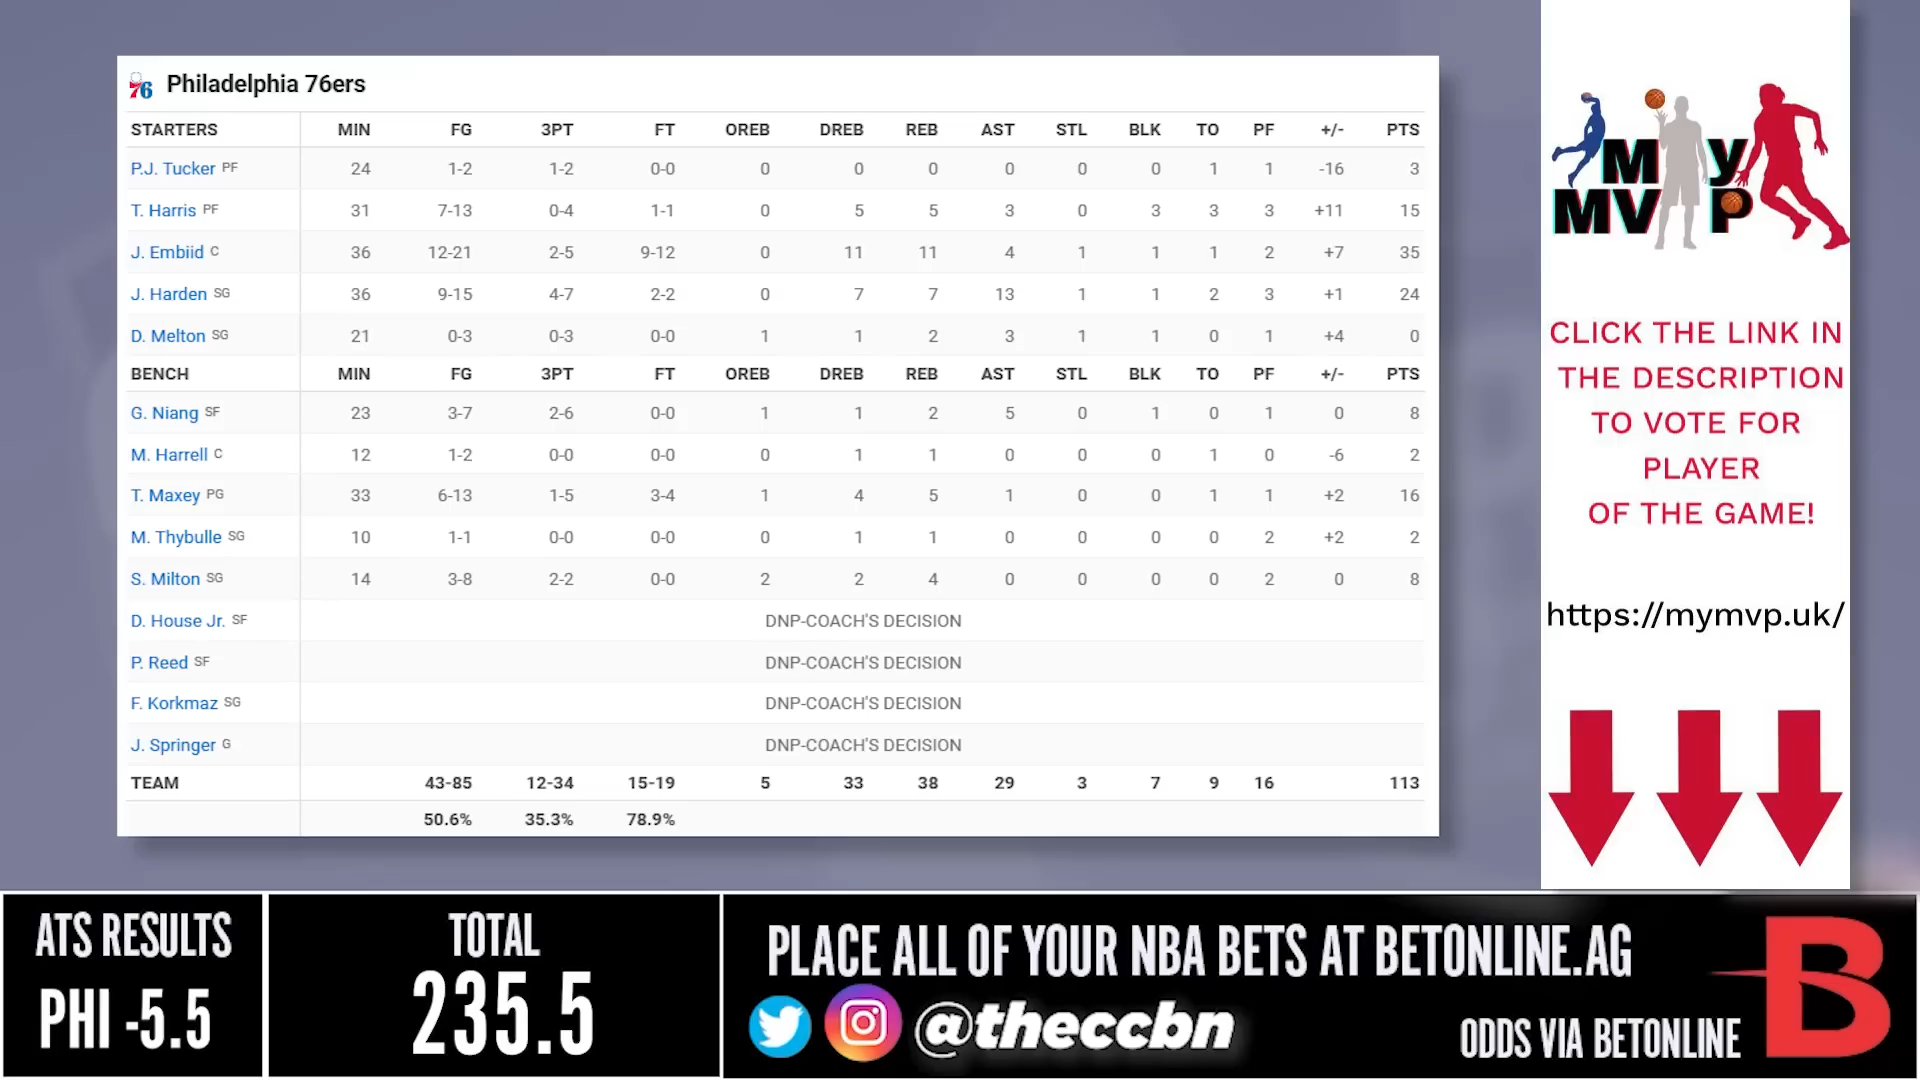 76 Philadelphia 76ers
STARTERS MIN FG 3PT FT OREB DREB REB AST STL BLK TO PF +/- PTS
P.J. Tucker PF 24 1-2 1-2 0-0 0 0 0 0 0 0 1 1 -16 3
T. Harris PF 31 7-13 0-4 1-1 0 5 5 3 0 3 3 3 +11 15
J. Embiid C 36 12-21 2-5 9-12 0 11 11 4 1 1 1 2 +7 35
J. Harden SG 36 9-15 4-7 2-2 0 7 7 13 1 1 2 3 +1 24
D. Melton SG 21 0-3 0-3 0-0 1 1 2 3 1 1 0 1 +4 0
BENCH MIN FG 3PT FT OREB DREB REB AST STL BLK TO PF +/- PTS
G. Niang SF 23 3-7 2-6 0-0 1 1 2 5 0 1 0 1 0 8
M. Harrell C 12 1-2 0-0 0-0 0 1 1 0 0 0 1 0 -6 2
T. Maxey PG 33 6-13 1-5 3-4 1 4 5 1 0 0 1 1 +2 16
M. Thybulle SG 10 1-1 0-0 0-0 0 1 1 0 0 0 0 2 +2 2
S. Milton SG 14 3-8 2-2 0-0 2 2 4 0 0 0 0 2 0 8
D. House Jr. SF DNP-COACH'S DECISION
P. Reed SF DNP-COACH'S DECISION
F. Korkmaz SG DNP-COACH'S DECISION
J. Springer G DNP-COACH'S DECISION
TEAM 43-85 12-34 15-19 5 33 38 29 3 7 9 16 113
50.6% 35.3% 78.9%
My
MVP
CLICK THE LINK IN
THE DESCRIPTION
TO VOTE FOR
PLAYER
OF THE GAME!
https://mymvp.uk/
ATS RESULTS
PHI -5.5
TOTAL
235.5
PLACE ALL OF YOUR NBA BETS AT BETONLINE.AG
@theccbn
ODDS VIA BETONLINE
B